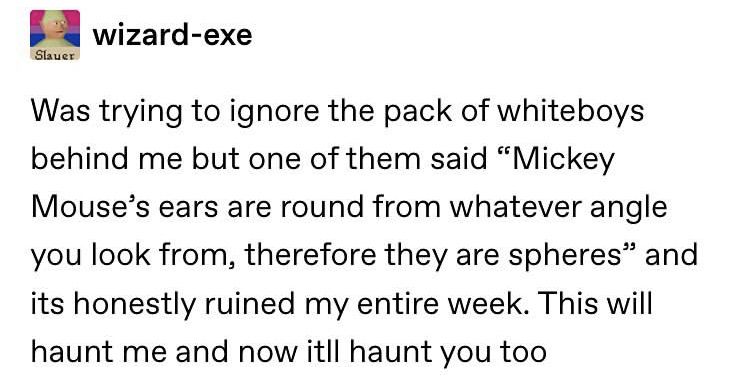 Slauer
wizard-exe
Was trying to ignore the pack of whiteboys
behind me but one of them said “Mickey
Mouse’s ears are round from whatever angle
you look from, therefore they are spheres” and
its honestly ruined my entire week. This will
haunt me and now itll haunt you too